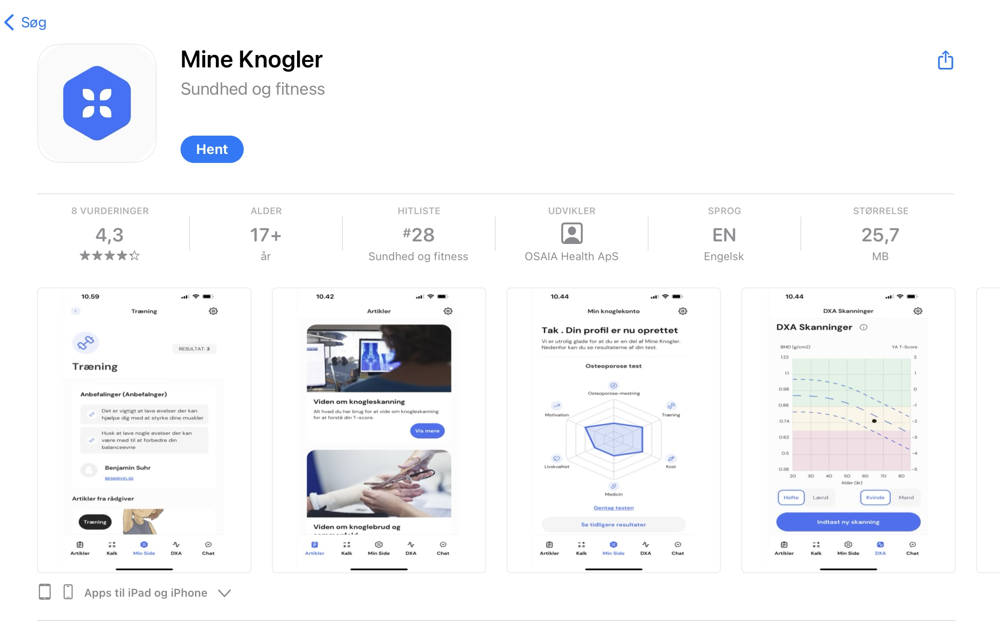 Søg
Mine Knogler
Sundhed og fitness
Hent
8 VURDERINGER
4,3
ALDER
17+
år
HITLISTE
#28
Sundhed og fitness
UDVIKLER
OSAIA Health ApS
SPROG
EN
Engelsk
STØRRELSE
25,7
MB
10.59
Træning
RESULTAT: 3
Træning
Anbefalinger (Anbefalnger)
Det er vigtigt at lave øvelser der kan
hjælpe dig med at styrke dine muskler
Husk at lave nogle øvelser der kan
være med til at forbedre din
balanceevne
Benjamin Suhr
BESKRIVELSE
Artikler fra rådgiver
Træning
Artikler Kalk Min Side DXA Chat
10.42
Artikler
Viden om knogleskanning
Alt hvad du har brug for at vide om knogleskanning
for at forstå din T-score.
Vis mere
Viden om knoglebrud og
Artikler Kalk Min Side DXA Chat
10.44
Min knoglekonto
Tak . Din profil er nu oprettet
Vi er utrolig glade for at du er en del af Mine Knogler.
Nedenfor kan du se resultaterne af din test.
Osteoporose test
Osteoporose-mestring
Motivation
Træning
Livskvalitet
Kost
Medicin
Gentag testen
Se tidligere resultater
Artikler Kalk Min Side DXA Chat
10.44
DXA Skanninger
DXA Skanninger
BMD (g/cm2) YA T-Score
1.22 2
1.1 1
0.98 0
0.86 -1
0.74 -2
0.62 -3
0.5 -4
0.38 -5
20 30 40 50 60 70 80
Alder (år)
Hofte Lænd Kvinde Mand
Indtast ny skanning
Artikler Kalk Min Side DXA Chat
Apps til iPad og iPhone